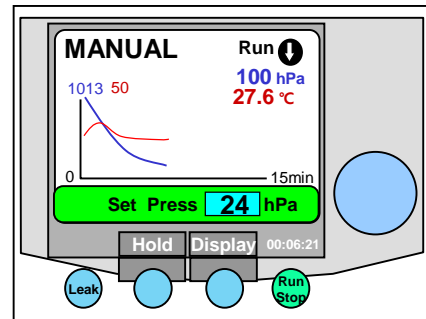 MANUAL Run
100 hPa
1013 50 27.6 ℃
0 15min
Set Press 24 hPa
Hold Display 00:06:21
Leak Run
Stop